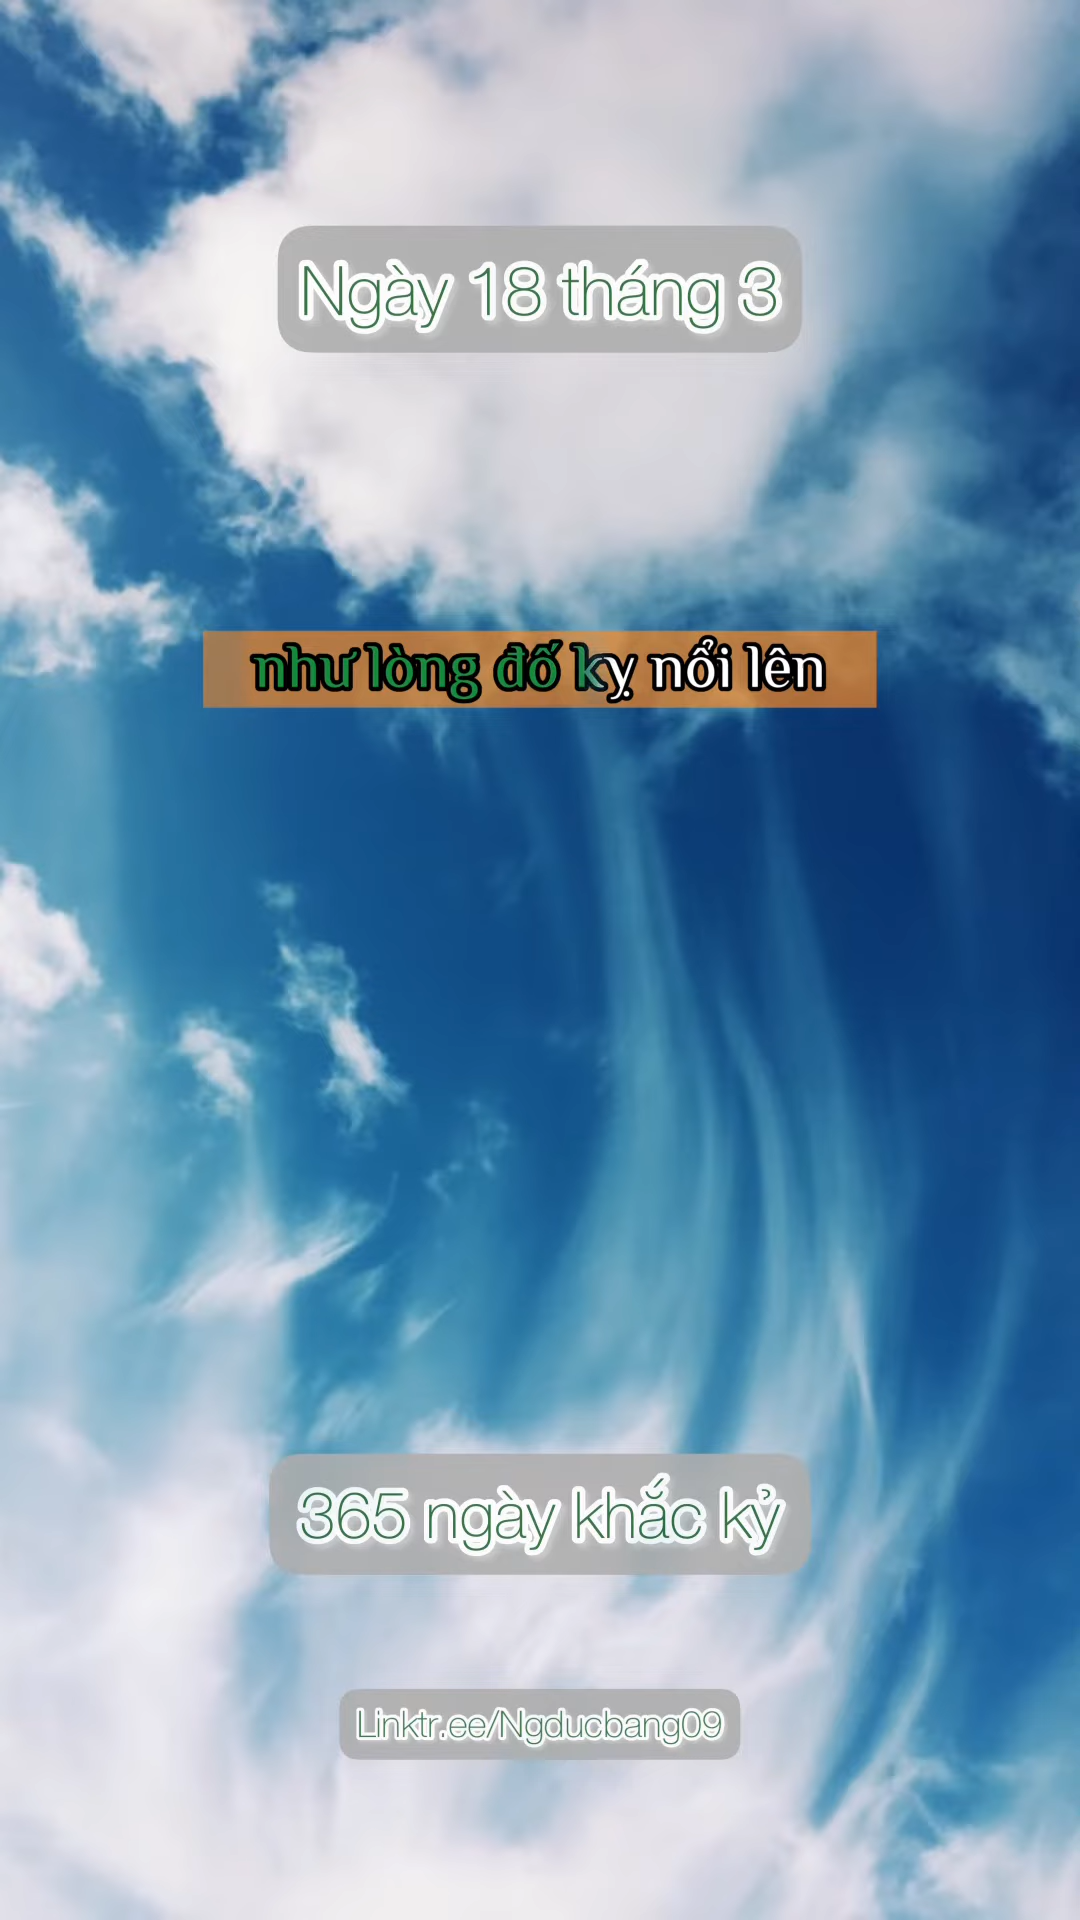 Ngày 18 tháng 3
như lòng đố kỵ nổi lên
365 ngày khắc kỷ
Linktr.ee/Ngducbang09